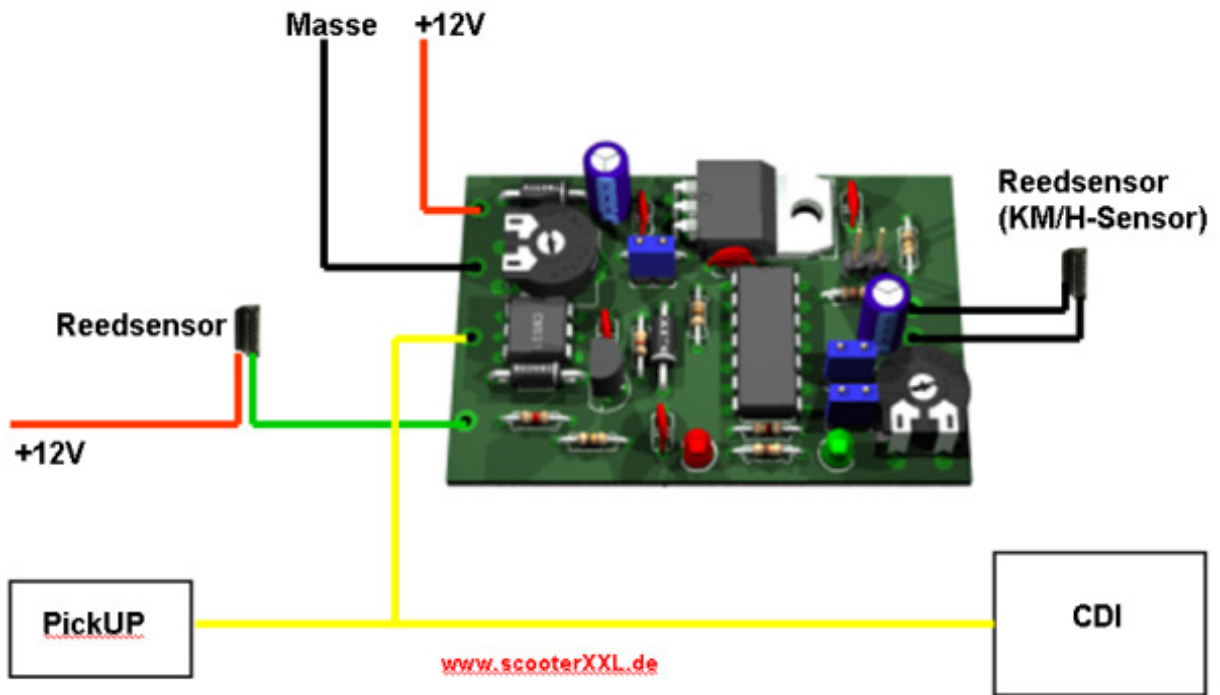 Masse +12V
Reedsensor
(KM/H-Sensor)
Reedsensor
+12V
PickUP
CDI
www.scooterXXL.de